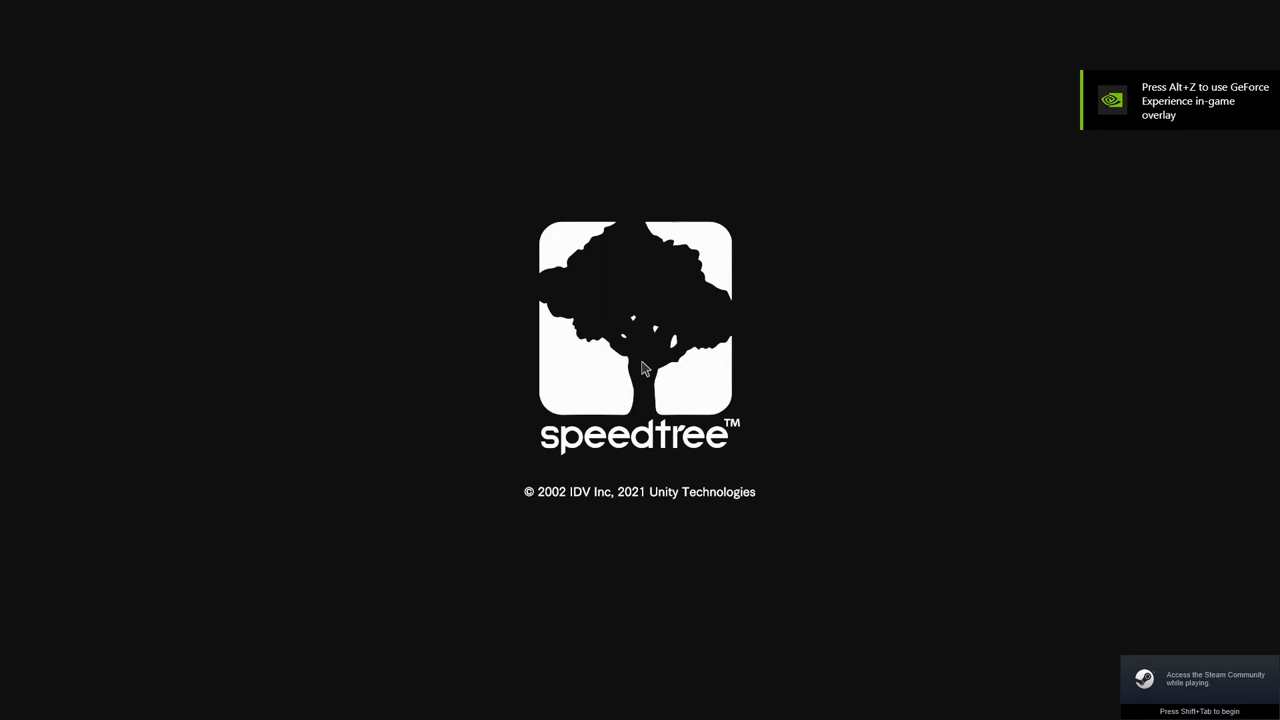 Press Alt+Z to use GeForce
Experience in-game
overlay
speedtree™
© 2002 IDV Inc, 2021 Unity Technologies
Access the Steam Community
while playing.
Press Shift+Tab to begin